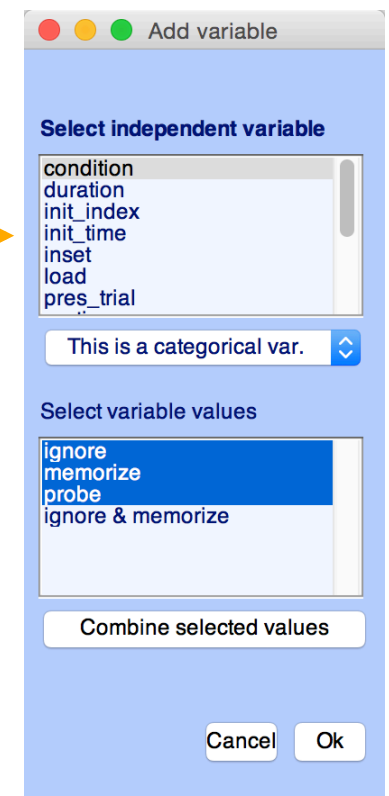 Add variable
Select independent variable
condition
duration
init_index
init_time
inset
load
pres_trial
This is a categorical var.
Select variable values
ignore
memorize
probe
ignore & memorize
Combine selected values
Cancel Ok